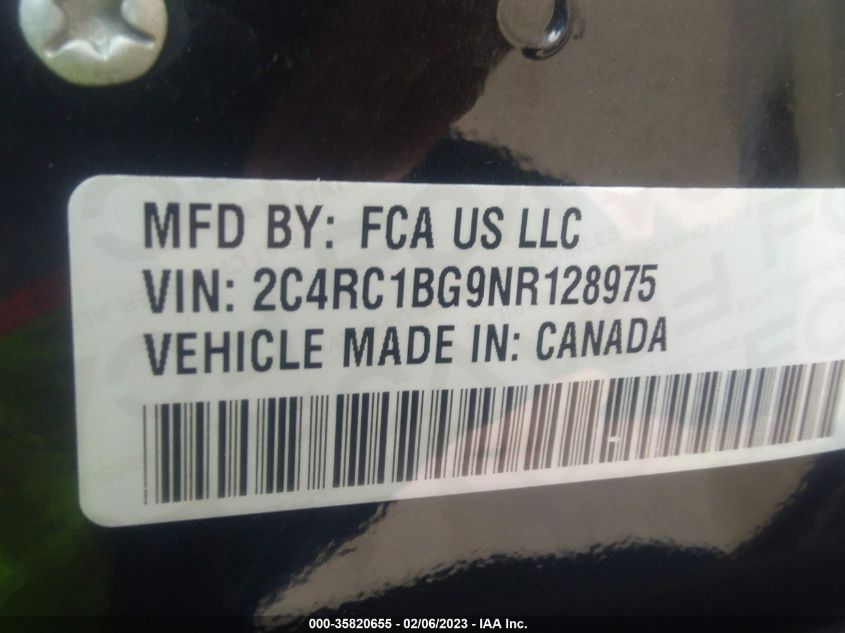 MFD BY: FCA US LLC
VIN: 2C4RC1BG9NR128975
VEHICLE MADE IN: CANADA
000-35820655 - 02/06/2023 - IAA Inc.